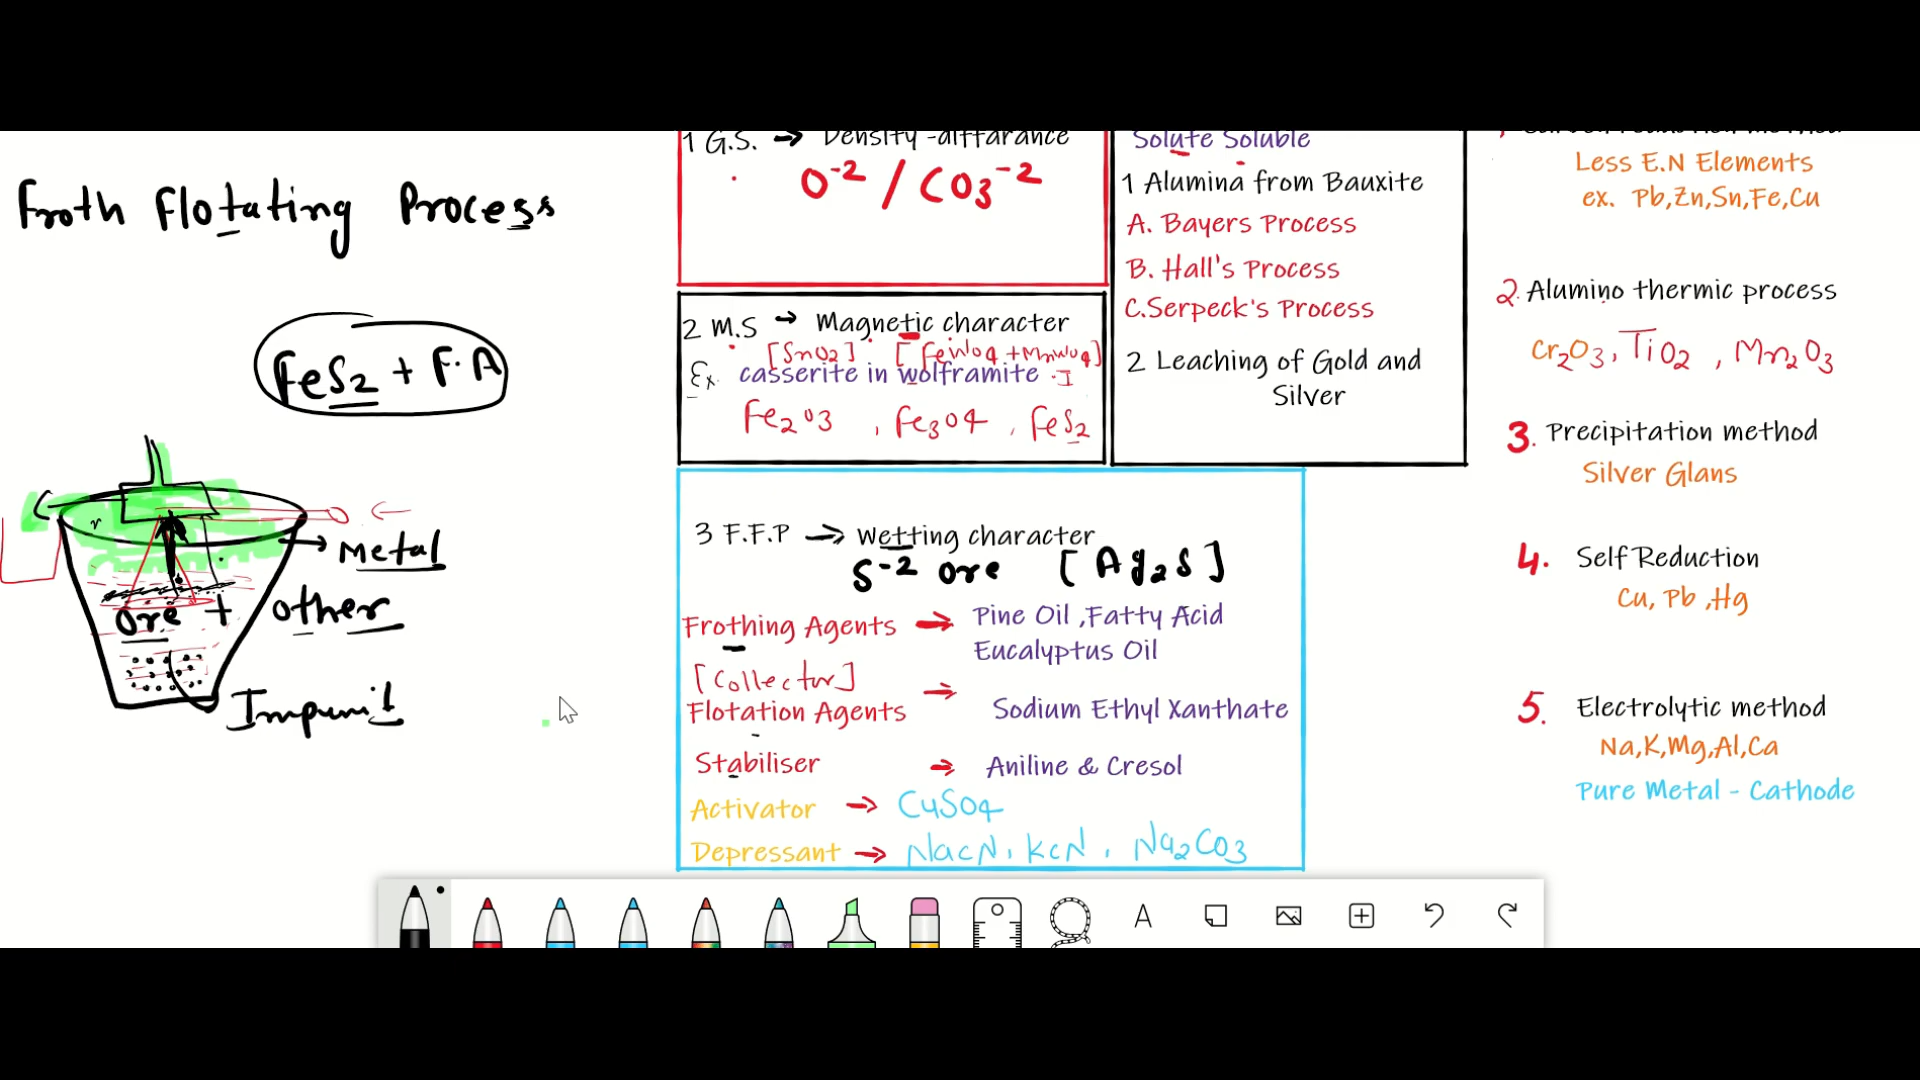 Froth Flotating Process
FeS2 + F.A
Metal
Ore + other
1 G.S. → Density -diffarance
O-2 / CO3-2
2 M.S → Magnetic character
[SnO2] [FeWO4+MnWO4]
Ex. casserite in wolframite
Fe2O3 , Fe3O4 , FeS2
3 F.F.P → Wetting character
S-2 ore [Ag2S]
Frothing Agents → Pine Oil ,Fatty Acid
Eucalyptus Oil
[Collector]
Flotation Agents → Sodium Ethyl Xanthate
Stabiliser → Aniline & Cresol
Activator → CuSO4
Depressant → NaCN, KCN, Na2CO3
Solute Soluble
1 Alumina from Bauxite
A. Bayers Process
B. Hall's Process
C.Serpeck's Process
2 Leaching of Gold and
Silver
Less E.N Elements
ex. Pb,Zn,Sn,Fe,Cu
2. Alumino thermic process
Cr2O3, TiO2 , Mn2O3
3. Precipitation method
Silver Glans
4. Self Reduction
Cu, Pb ,Hg
5. Electrolytic method
Na,K,Mg,Al,Ca
Pure Metal - Cathode